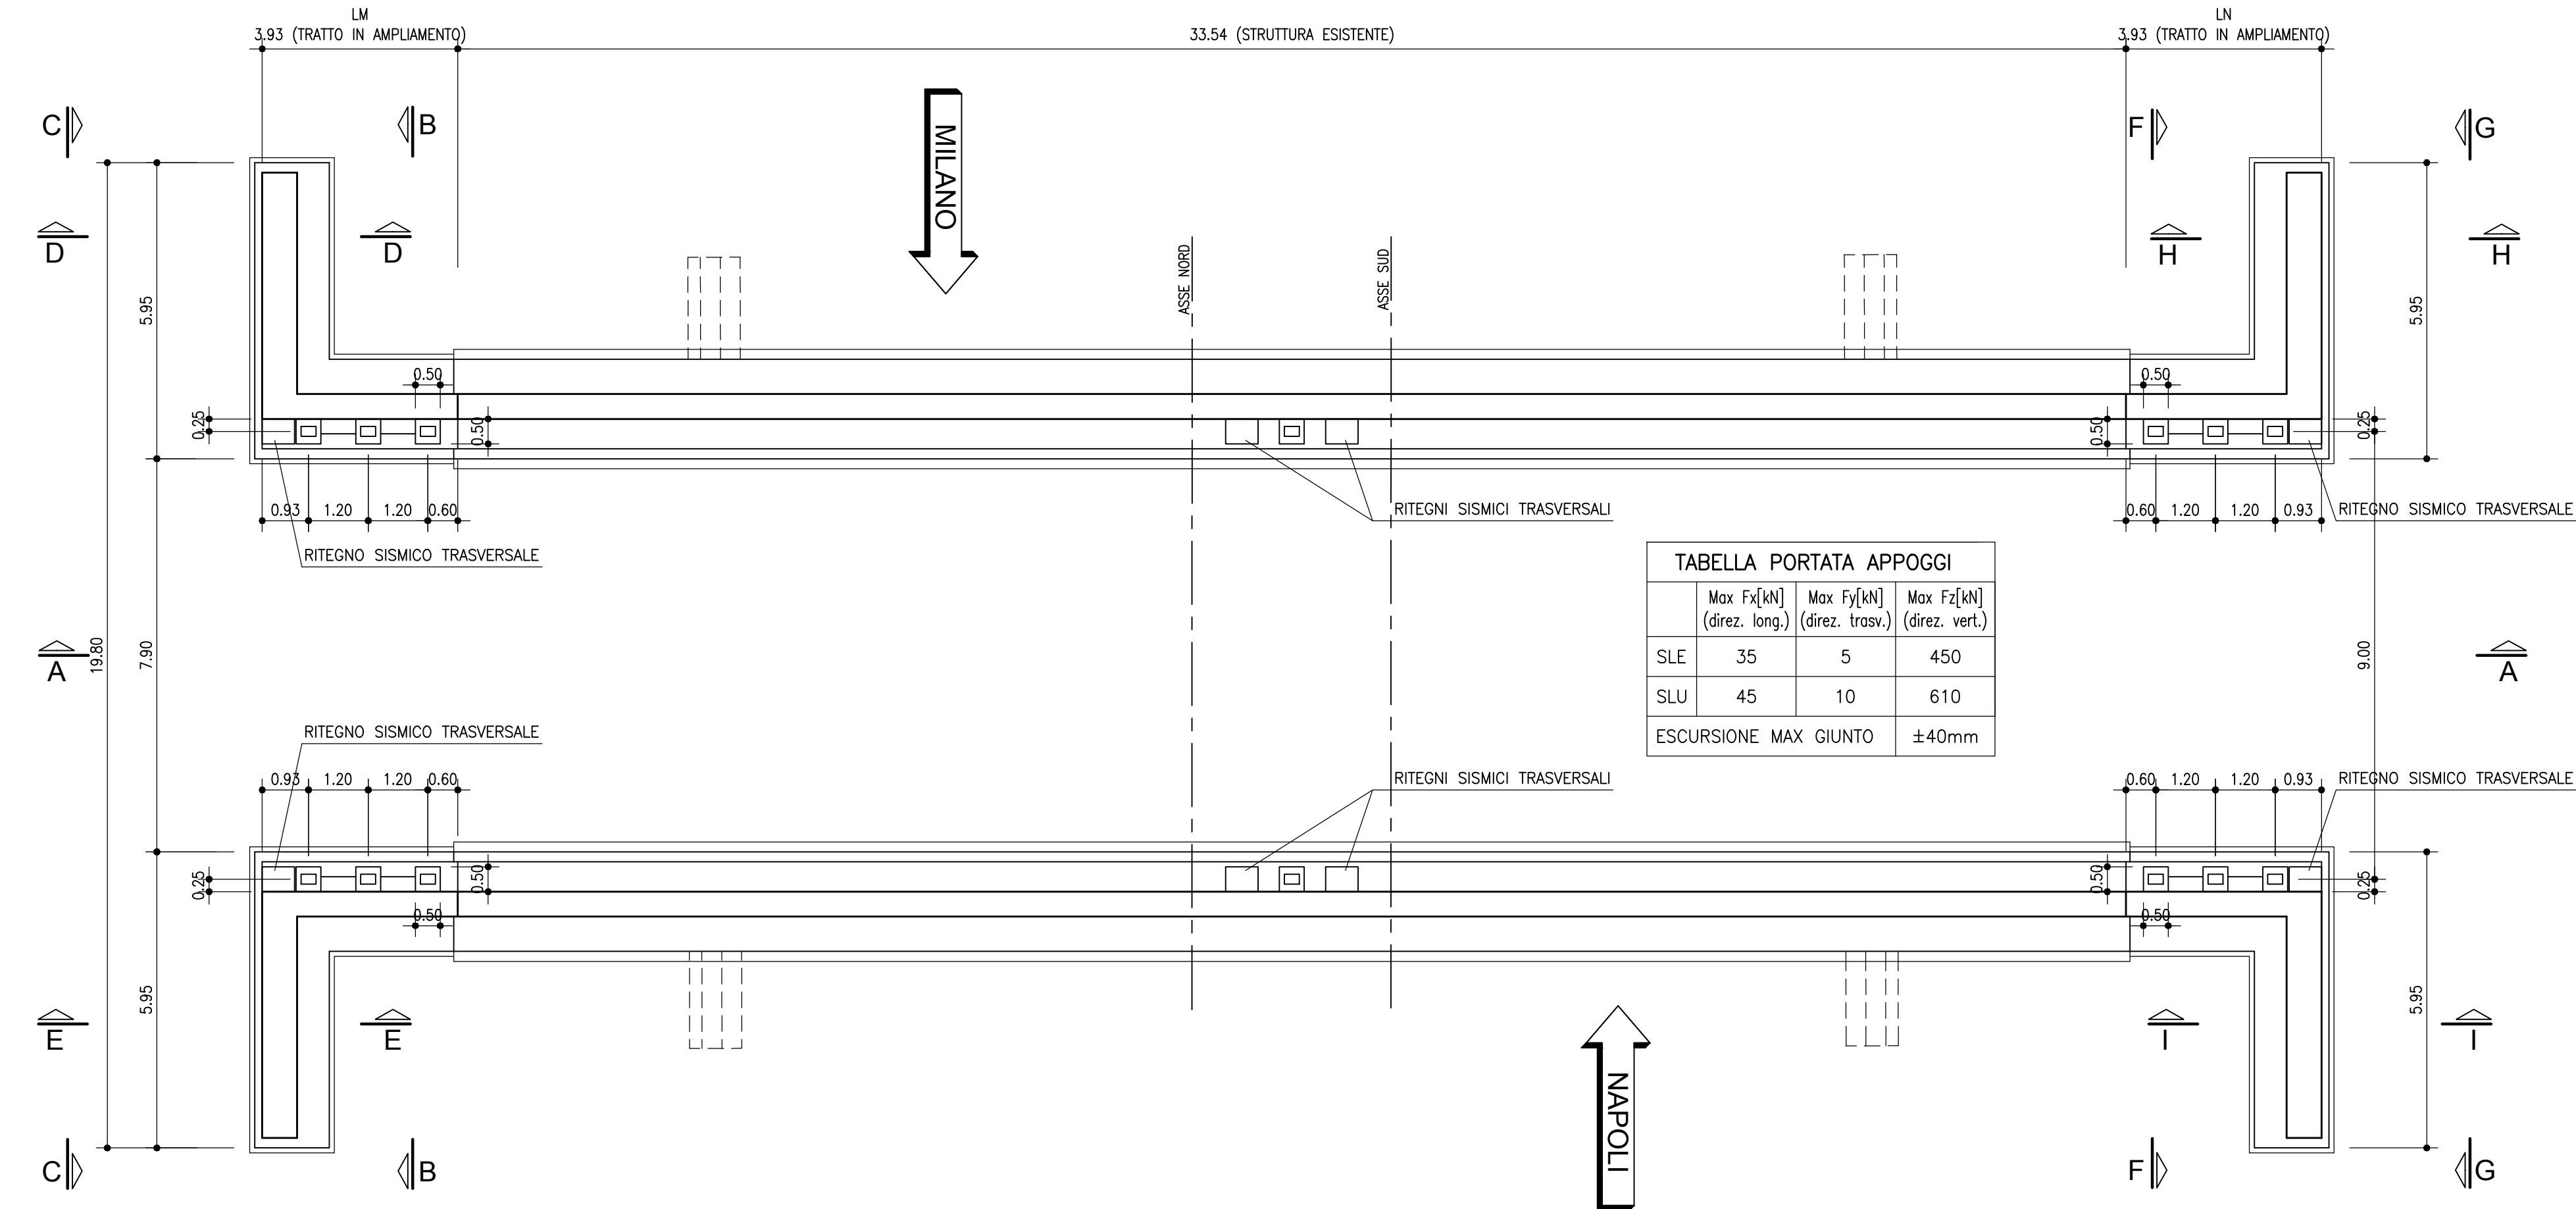 LM
LN
3.93 (TRATTO IN AMPLIAMENTO)
33.54 (STRUTTURA ESISTENTE)
3.93 (TRATTO IN AMPLIAMENTO)
C
B
F
G
MILANO
D
D
H
H
ASSE NORD
ASSE SUD
5.95
5.95
0.50
0.50
0.25
0.50
0.50
0.25
0.93 1.20 1.20 0.60
RITEGNI SISMICI TRASVERSALI
0.60 1.20 1.20 0.93
RITEGNO SISMICO TRASVERSALE
RITEGNO SISMICO TRASVERSALE
TABELLA PORTATA APPOGGI
Max Fx[kN] Max Fy[kN] Max Fz[kN]
(direz. long.) (direz. trasv.) (direz. vert.)
SLE 35 5 450
SLU 45 10 610
ESCURSIONE MAX GIUNTO ±40mm
A
19.80
7.90
9.00
A
RITEGNO SISMICO TRASVERSALE
0.93 1.20 1.20 0.60
RITEGNI SISMICI TRASVERSALI
0.60 1.20 1.20 0.93
RITEGNO SISMICO TRASVERSALE
0.25
0.50
0.50
0.25
0.50
0.50
5.95
5.95
E
E
I
I
NAPOLI
C
B
F
G